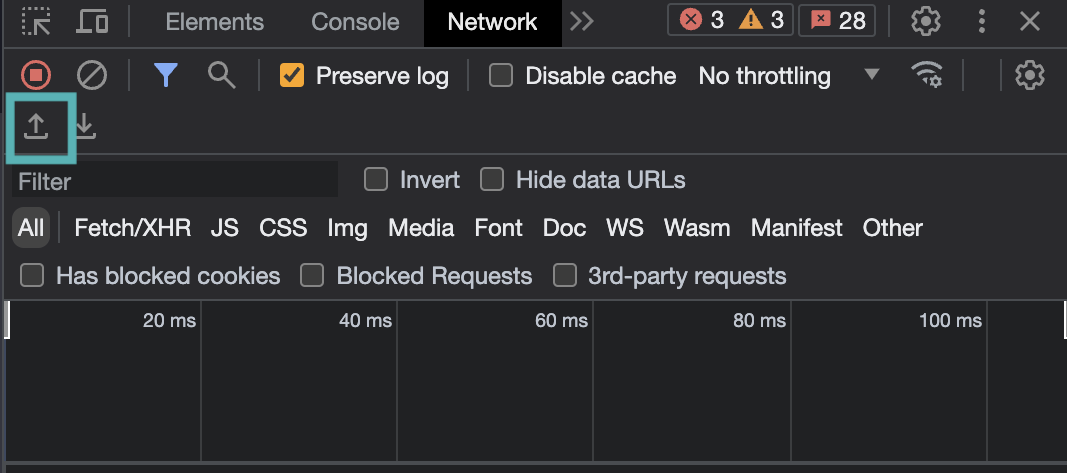 Elements Console Network 3 3 28
Preserve log Disable cache No throttling
Filter Invert Hide data URLs
All Fetch/XHR JS CSS Img Media Font Doc WS Wasm Manifest Other
Has blocked cookies Blocked Requests 3rd-party requests
20 ms 40 ms 60 ms 80 ms 100 ms